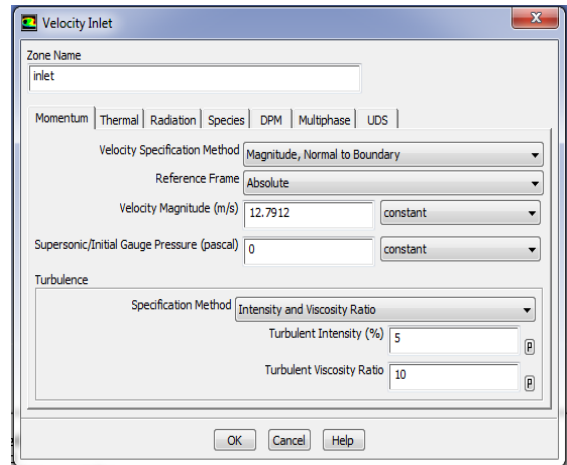 Velocity Inlet
Zone Name
inlet
Momentum Thermal Radiation Species DPM Multiphase UDS
Velocity Specification Method Magnitude, Normal to Boundary
Reference Frame Absolute
Velocity Magnitude (m/s) 12.7912 constant
Supersonic/Initial Gauge Pressure (pascal) 0 constant
Turbulence
Specification Method Intensity and Viscosity Ratio
Turbulent Intensity (%) 5 P
Turbulent Viscosity Ratio 10 P
OK Cancel Help